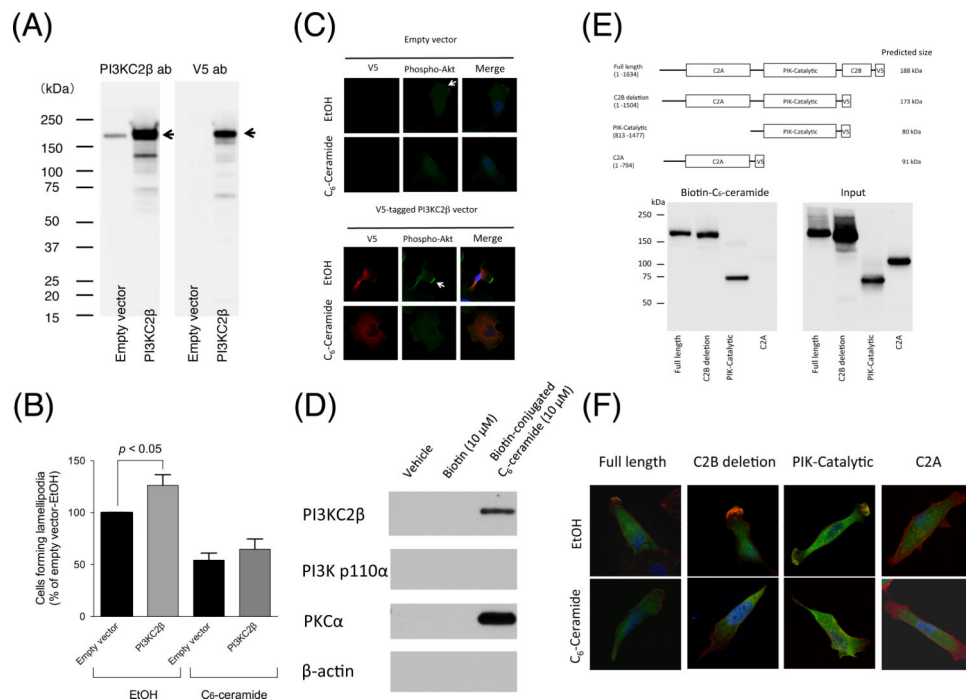 (A)
PI3KC2β ab V5 ab
(kDa)
250
150
100
75
50
37
25
20
15
Empty vector
PI3KC2β
Empty vector
PI3KC2β
(B)
p < 0.05
Cells forming lamellipodia
(% of empty vector-EtOH)
150
100
50
0
Empty vector
PI3KC2β
Empty vector
PI3KC2β
EtOH C6-ceramide
(C)
Empty vector
V5 Phospho-Akt Merge
EtOH
C6-Ceramide
V5-tagged PI3KC2β vector
V5 Phospho-Akt Merge
EtOH
C6-Ceramide
(D)
Vehicle
Biotin (10 μM)
Biotin-conjugated
C6-ceramide (10 μM)
PI3KC2β
PI3K p110α
PKCα
β-actin
(E)
Predicted size
Full length
(1 -1634)
C2A PIK-Catalytic C2B V5
188 kDa
C2B deletion
(1 -1504)
C2A PIK-Catalytic V5
173 kDa
PIK-Catalytic
(813 -1477)
PIK-Catalytic V5
80 kDa
C2A
(1 -794)
C2A V5
91 kDa
Biotin-C6-ceramide Input
kDa
250
150
100
75
50
kDa
250
150
100
75
50
Full length
C2B deletion
PIK-Catalytic
C2A
Full length
C2B deletion
PIK-Catalytic
C2A
(F)
Full length C2B deletion PIK-Catalytic C2A
EtOH
C6-Ceramide